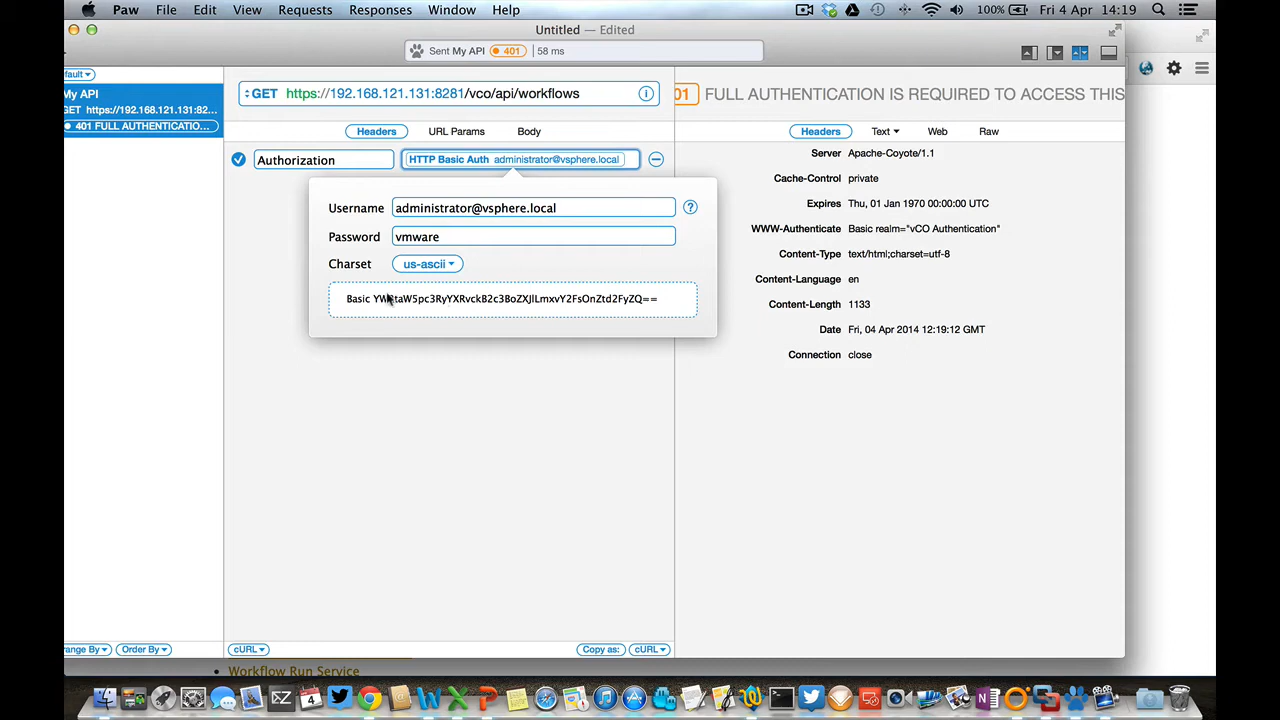 Paw File Edit View Requests Responses Window Help 100% Fri 4 Apr 14:19
Untitled — Edited
Sent My API 401 58 ms
efault
My API
GET https://192.168.121.131:8281/vco/api/workflows
01 FULL AUTHENTICATION IS REQUIRED TO ACCESS THIS
GET https://192.168.121.131:82...
401 FULL AUTHENTICATIO...
Headers URL Params Body
Headers Text Web Raw
Authorization HTTP Basic Auth administrator@vsphere.local
Username administrator@vsphere.local
Password vmware
Charset us-ascii
Server Apache-Coyote/1.1
Cache-Control private
Expires Thu, 01 Jan 1970 00:00:00 UTC
WWW-Authenticate Basic realm="vCO Authentication"
Content-Type text/html;charset=utf-8
Content-Language en
Content-Length 1133
Date Fri, 04 Apr 2014 12:19:12 GMT
Connection close
Basic
range By Order By cURL Copy as: cURL
Workflow Run Service